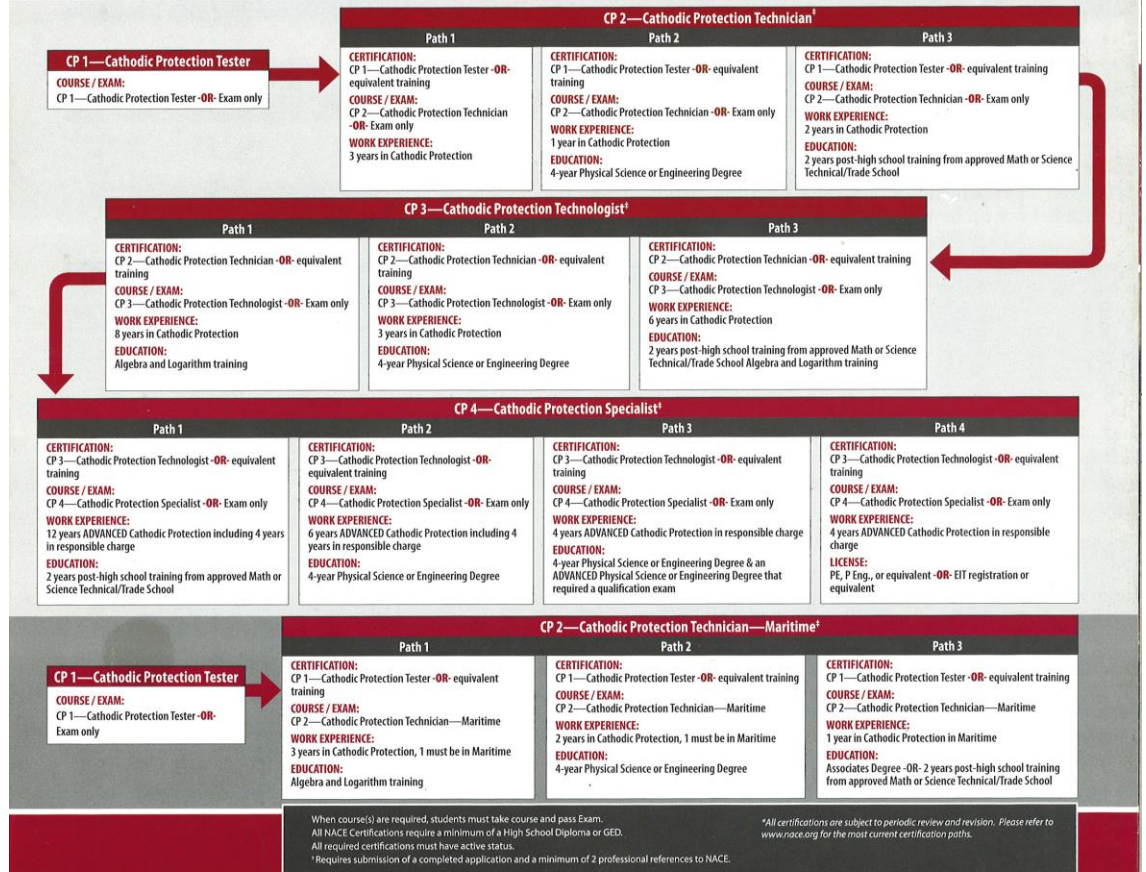 CP 1—Cathodic Protection Tester
COURSE / EXAM:
CP 1—Cathodic Protection Tester -OR- Exam only
CP 2—Cathodic Protection Technician‡
Path 1
CERTIFICATION:
CP 1—Cathodic Protection Tester -OR-
equivalent training
COURSE / EXAM:
CP 2—Cathodic Protection Technician
-OR- Exam only
WORK EXPERIENCE:
3 years in Cathodic Protection
Path 2
CERTIFICATION:
CP 1—Cathodic Protection Tester -OR- equivalent
training
COURSE / EXAM:
CP 2—Cathodic Protection Technician -OR- Exam only
WORK EXPERIENCE:
1 year in Cathodic Protection
EDUCATION:
4-year Physical Science or Engineering Degree
Path 3
CERTIFICATION:
CP 1—Cathodic Protection Tester -OR- equivalent training
COURSE / EXAM:
CP 2—Cathodic Protection Technician -OR- Exam only
WORK EXPERIENCE:
2 years in Cathodic Protection
EDUCATION:
2 years post-high school training from approved Math or Science
Technical/Trade School
CP 3—Cathodic Protection Technologist‡
Path 1
CERTIFICATION:
CP 2—Cathodic Protection Technician -OR- equivalent
training
COURSE / EXAM:
CP 3—Cathodic Protection Technologist -OR- Exam only
WORK EXPERIENCE:
8 years in Cathodic Protection
EDUCATION:
Algebra and Logarithm training
Path 2
CERTIFICATION:
CP 2—Cathodic Protection Technician -OR- equivalent
training
COURSE / EXAM:
CP 3—Cathodic Protection Technologist -OR- Exam only
WORK EXPERIENCE:
3 years in Cathodic Protection
EDUCATION:
4-year Physical Science or Engineering Degree
Path 3
CERTIFICATION:
CP 2—Cathodic Protection Technician -OR- equivalent training
COURSE / EXAM:
CP 3—Cathodic Protection Technologist -OR- Exam only
WORK EXPERIENCE:
6 years in Cathodic Protection
EDUCATION:
2 years post-high school training from approved Math or Science
Technical/Trade School Algebra and Logarithm training
CP 4—Cathodic Protection Specialist‡
Path 1
CERTIFICATION:
CP 3—Cathodic Protection Technologist -OR- equivalent
training
COURSE / EXAM:
CP 4—Cathodic Protection Specialist -OR- Exam only
WORK EXPERIENCE:
12 years ADVANCED Cathodic Protection including 4 years
in responsible charge
EDUCATION:
2 years post-high school training from approved Math or
Science Technical/Trade School
Path 2
CERTIFICATION:
CP 3—Cathodic Protection Technologist -OR-
equivalent training
COURSE / EXAM:
CP 4—Cathodic Protection Specialist -OR- Exam only
WORK EXPERIENCE:
6 years ADVANCED Cathodic Protection including 4
years in responsible charge
EDUCATION:
4-year Physical Science or Engineering Degree
Path 3
CERTIFICATION:
CP 3—Cathodic Protection Technologist -OR- equivalent
training
COURSE / EXAM:
CP 4—Cathodic Protection Specialist -OR- Exam only
WORK EXPERIENCE:
4 years ADVANCED Cathodic Protection in responsible charge
EDUCATION:
4-year Physical Science or Engineering Degree & an
ADVANCED Physical Science or Engineering Degree that
required a qualification exam
Path 4
CERTIFICATION:
CP 3—Cathodic Protection Technologist -OR- equivalent
training
COURSE / EXAM:
CP 4—Cathodic Protection Specialist -OR- Exam only
WORK EXPERIENCE:
4 years ADVANCED Cathodic Protection in responsible
charge
LICENSE:
PE, P Eng., or equivalent -OR- EIT registration or
equivalent
CP 1—Cathodic Protection Tester
COURSE / EXAM:
CP 1—Cathodic Protection Tester -OR-
Exam only
CP 2—Cathodic Protection Technician—Maritime‡
Path 1
CERTIFICATION:
CP 1—Cathodic Protection Tester -OR- equivalent
training
COURSE / EXAM:
CP 2—Cathodic Protection Technician—Maritime
WORK EXPERIENCE:
3 years in Cathodic Protection, 1 must be in Maritime
EDUCATION:
Algebra and Logarithm training
Path 2
CERTIFICATION:
CP 1—Cathodic Protection Tester -OR- equivalent training
COURSE / EXAM:
CP 2—Cathodic Protection Technician—Maritime
WORK EXPERIENCE:
2 years in Cathodic Protection, 1 must be in Maritime
EDUCATION:
4-year Physical Science or Engineering Degree
Path 3
CERTIFICATION:
CP 1—Cathodic Protection Tester -OR- equivalent training
COURSE / EXAM:
CP 2—Cathodic Protection Technician—Maritime
WORK EXPERIENCE:
1 year in Cathodic Protection in Maritime
EDUCATION:
Associates Degree -OR- 2 years post-high school training
from approved Math or Science Technical/Trade School
When course(s) are required, students must take course and pass Exam.
All NACE Certifications require a minimum of a High School Diploma or GED.
All required certifications must have active status.
‡Requires submission of a completed application and a minimum of 2 professional references to NACE.
*All certifications are subject to periodic review and revision. Please refer to
www.nace.org for the most current certification paths.